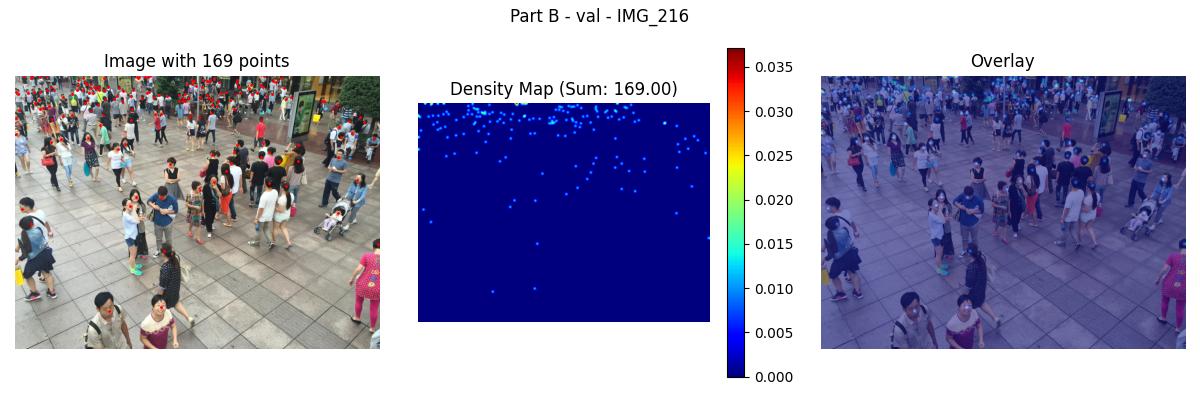 Part B - val - IMG_216
Image with 169 points
Density Map (Sum: 169.00)
Overlay
0.035
0.030
0.025
0.020
0.015
0.010
0.005
0.000